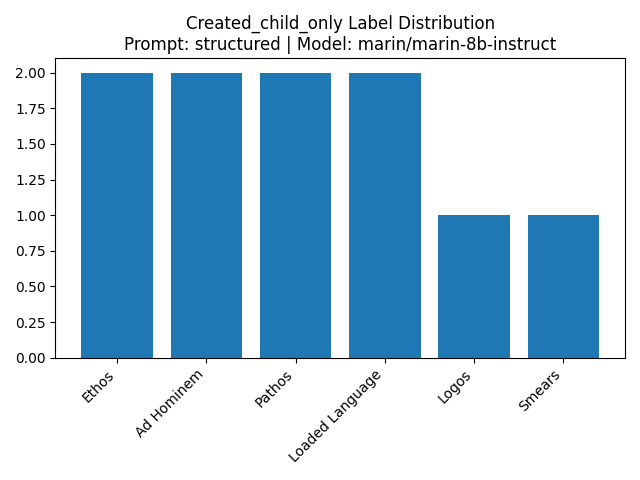 Created_child_only Label Distribution
Prompt: structured | Model: marin/marin-8b-instruct
2.00
1.75
1.50
1.25
1.00
0.75
0.50
0.25
0.00
Ethos
Ad Hominem
Pathos
Loaded Language
Logos
Smears